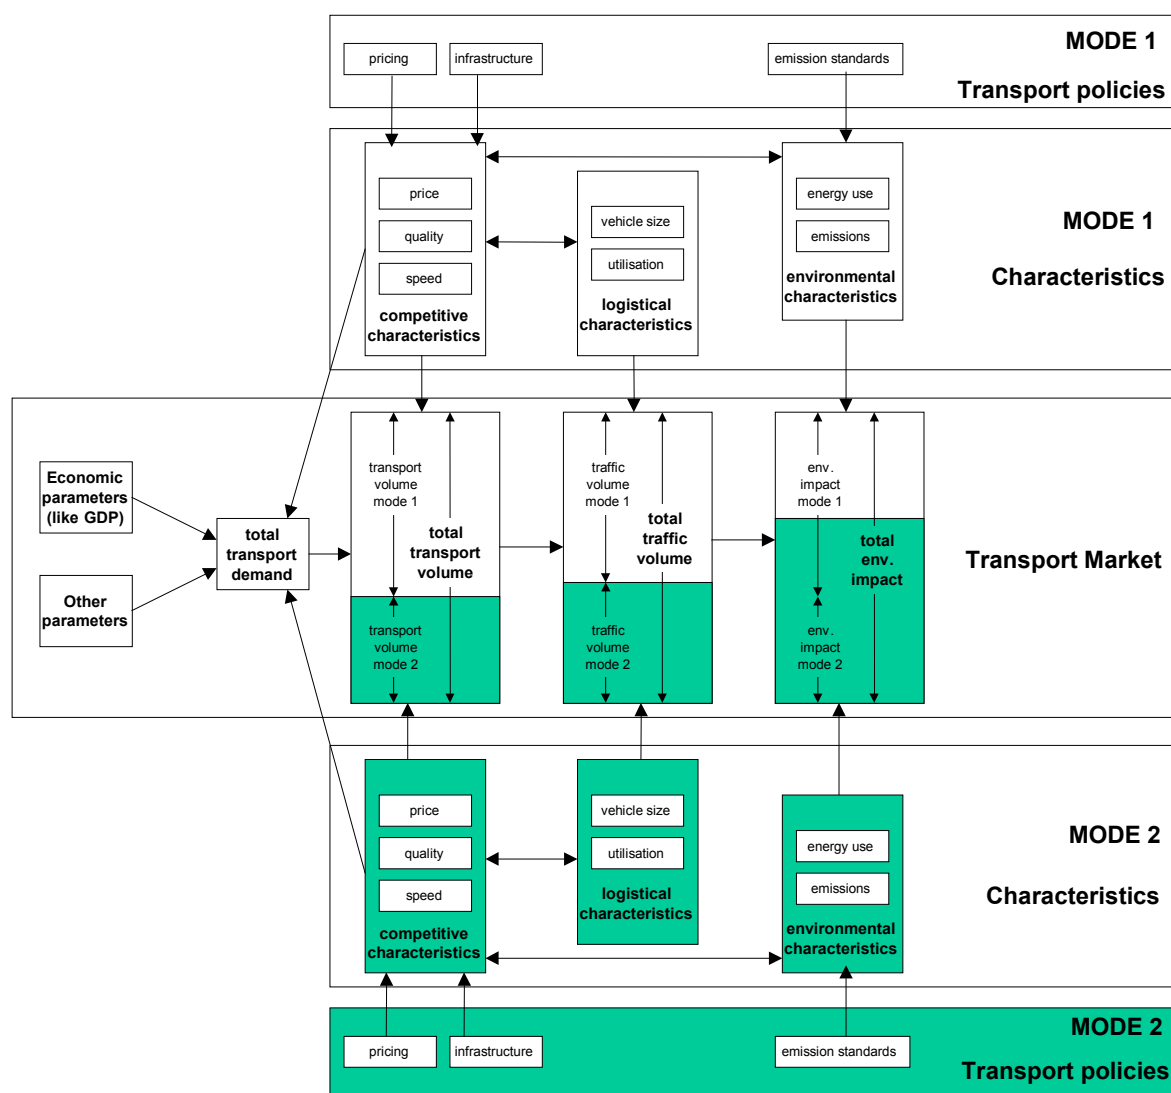 MODE 1
pricing
infrastructure
emission standards
Transport policies
price
quality
speed
competitive
characteristics
vehicle size
utilisation
logistical
characteristics
energy use
emissions
environmental
characteristics
MODE 1
Characteristics
Economic
parameters
(like GDP)
Other
parameters
total
transport
demand
transport
volume
mode 1
total
transport
volume
transport
volume
mode 2
traffic
volume
mode 1
total
traffic
volume
traffic
volume
mode 2
env.
impact
mode 1
total
env.
impact
env.
impact
mode 2
Transport Market
price
quality
speed
competitive
characteristics
vehicle size
utilisation
logistical
characteristics
energy use
emissions
environmental
characteristics
MODE 2
Characteristics
MODE 2
pricing
infrastructure
emission standards
Transport policies